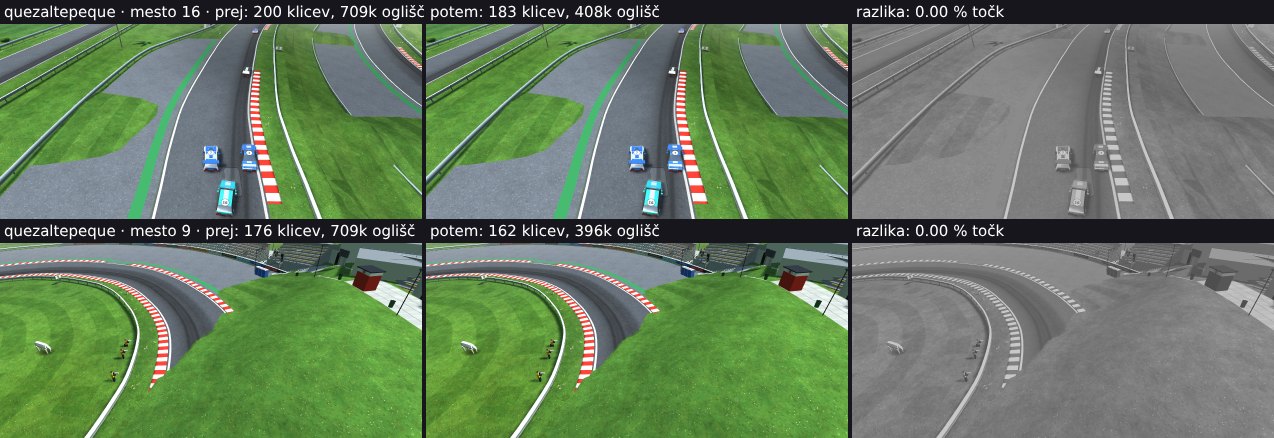 quezaltepeque · mesto 16 · prej: 200 klicev, 709k oglišč
potem: 183 klicev, 408k oglišč
razlika: 0.00 % točk
quezaltepeque · mesto 9 · prej: 176 klicev, 709k oglišč
potem: 162 klicev, 396k oglišč
razlika: 0.00 % točk